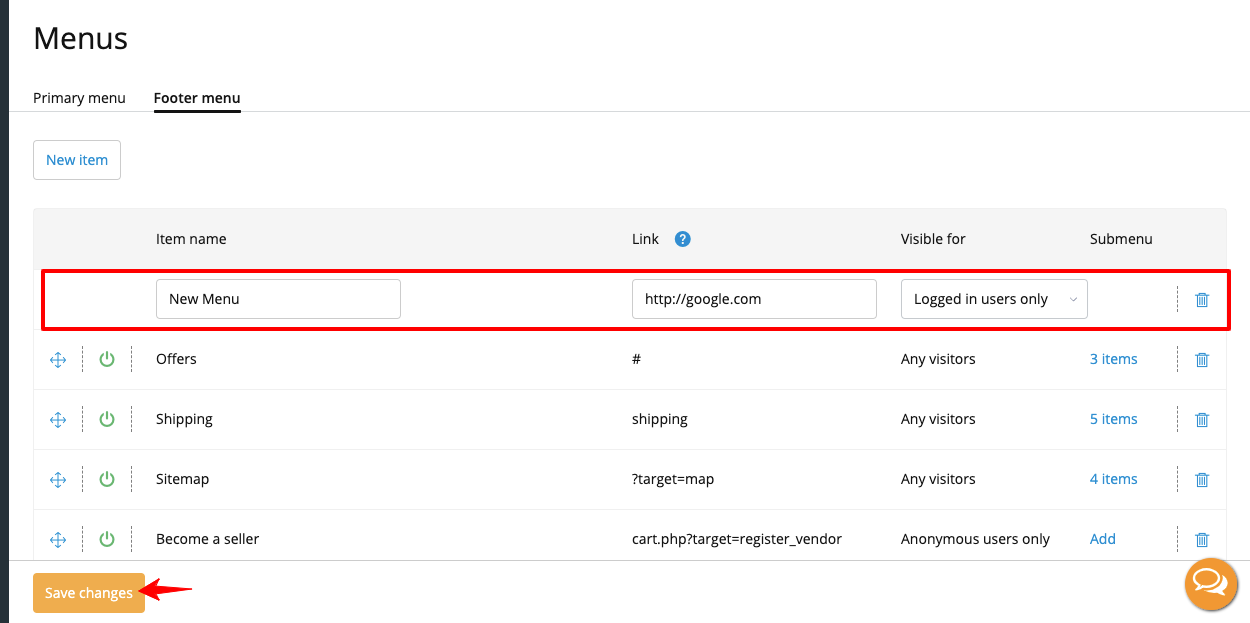 Menus
Primary menu Footer menu
New item
Item name Link ? Visible for Submenu
New Menu http://google.com Logged in users only
Offers # Any visitors 3 items
Shipping shipping Any visitors 5 items
Sitemap ?target=map Any visitors 4 items
Become a seller cart.php?target=register_vendor Anonymous users only Add
Save changes